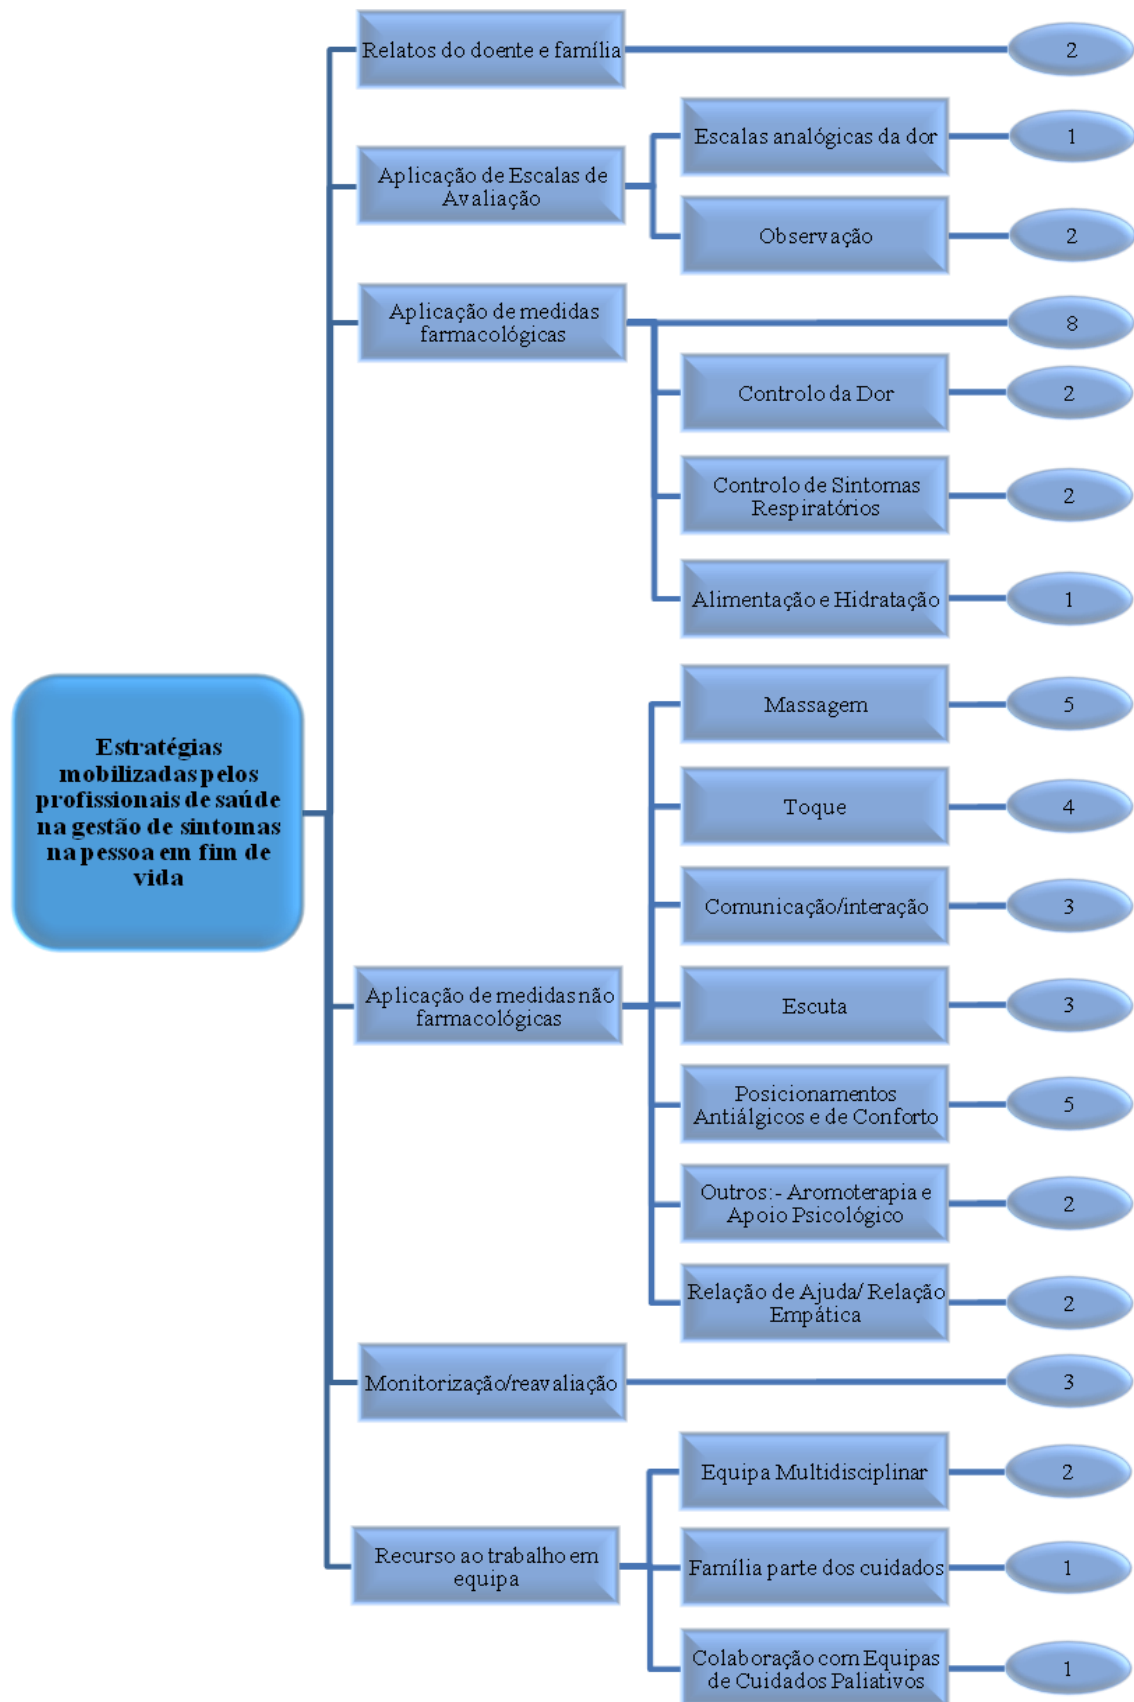 Relatos do doente e família
2
Aplicação de Escalas de
Avaliação
Escalas analógicas da dor
1
Observação
2
Aplicação de medidas
farmacológicas
8
Controlo da Dor
2
Controlo de Sintomas
Respiratórios
2
Alimentação e Hidratação
1
Estratégias
mobilizadas pelos
profissionais de saúde
na gestão de sintomas
na pessoa em fim de
vida
Aplicação de medidas não
farmacológicas
Massagem
5
Toque
4
Comunicação/interação
3
Escuta
3
Posicionamentos
Antiálgicos e de Conforto
5
Outros:- Aromoterapia e
Apoio Psicológico
2
Relação de Ajuda/ Relação
Empática
2
Monitorização/reavaliação
3
Recurso ao trabalho em
equipa
Equipa Multidisciplinar
2
Família parte dos cuidados
1
Colaboração com Equipas
de Cuidados Paliativos
1